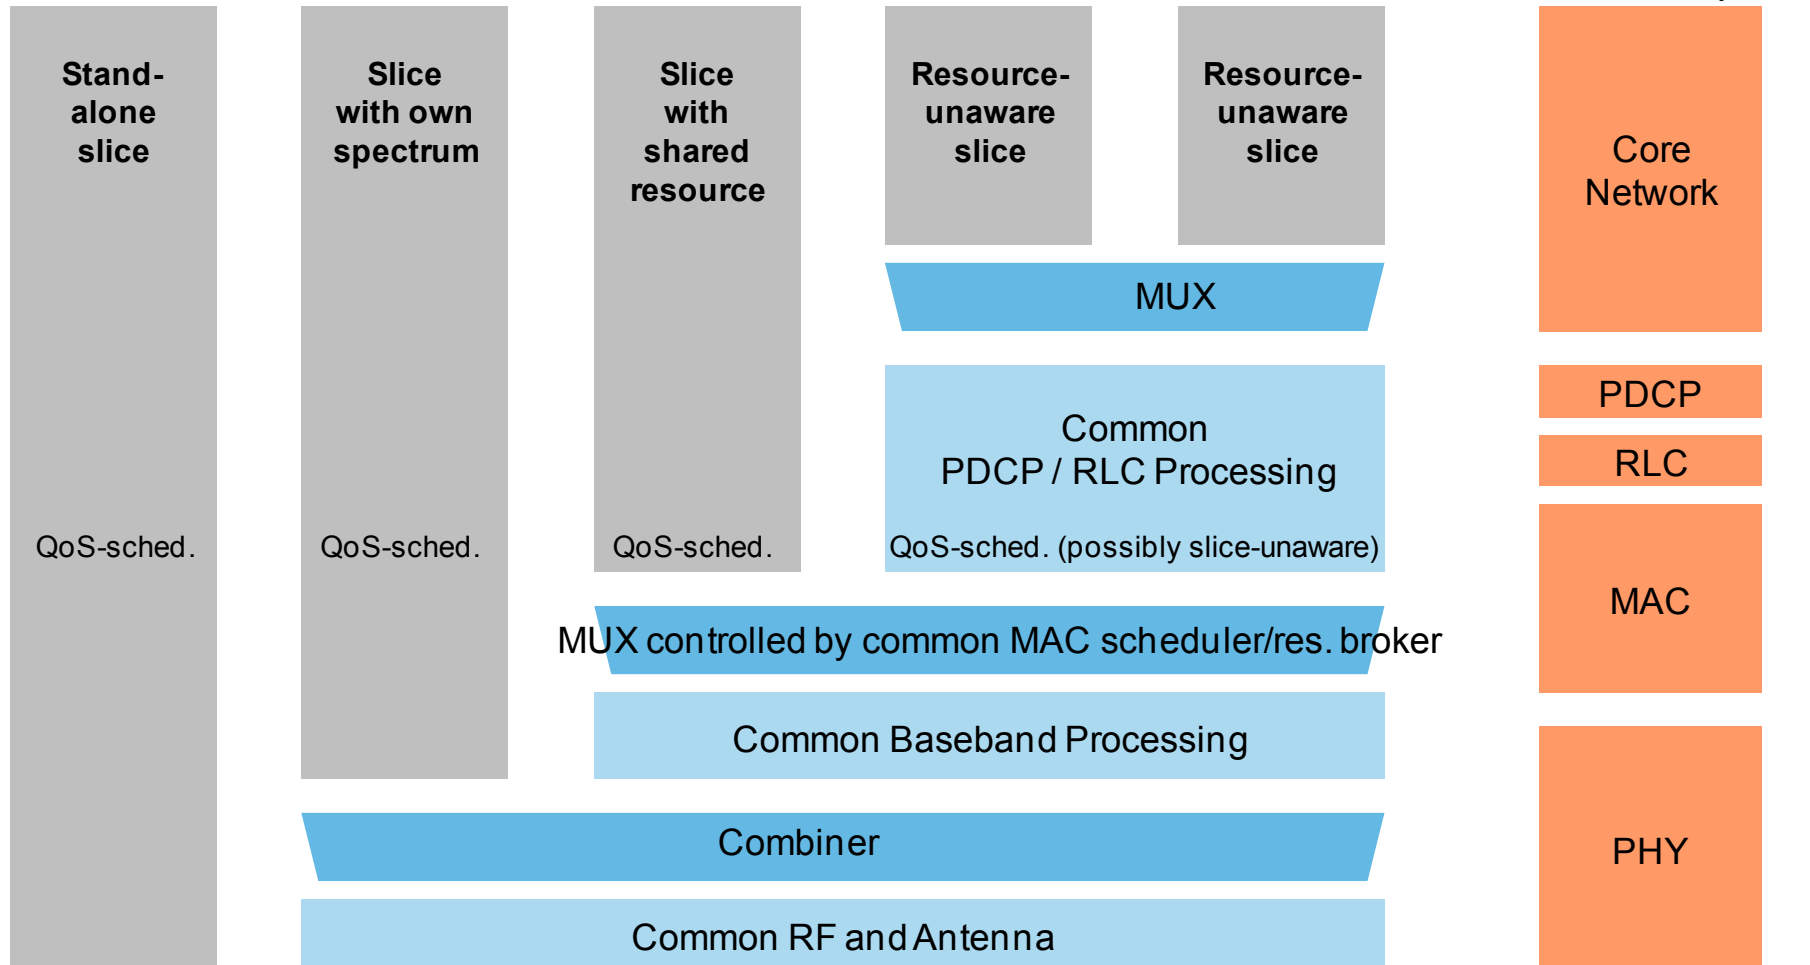 Stand-
alone
slice
Slice
with own
spectrum
Slice
with
shared
resource
Resource-
unaware
slice
Resource-
unaware
slice
Core
Network
MUX
PDCP
Common
PDCP / RLC Processing
RLC
QoS-sched.
QoS-sched.
QoS-sched.
QoS-sched. (possibly slice-unaware)
MAC
MUX controlled by common MAC scheduler/res. broker
Common Baseband Processing
Combiner
PHY
Common RF and Antenna